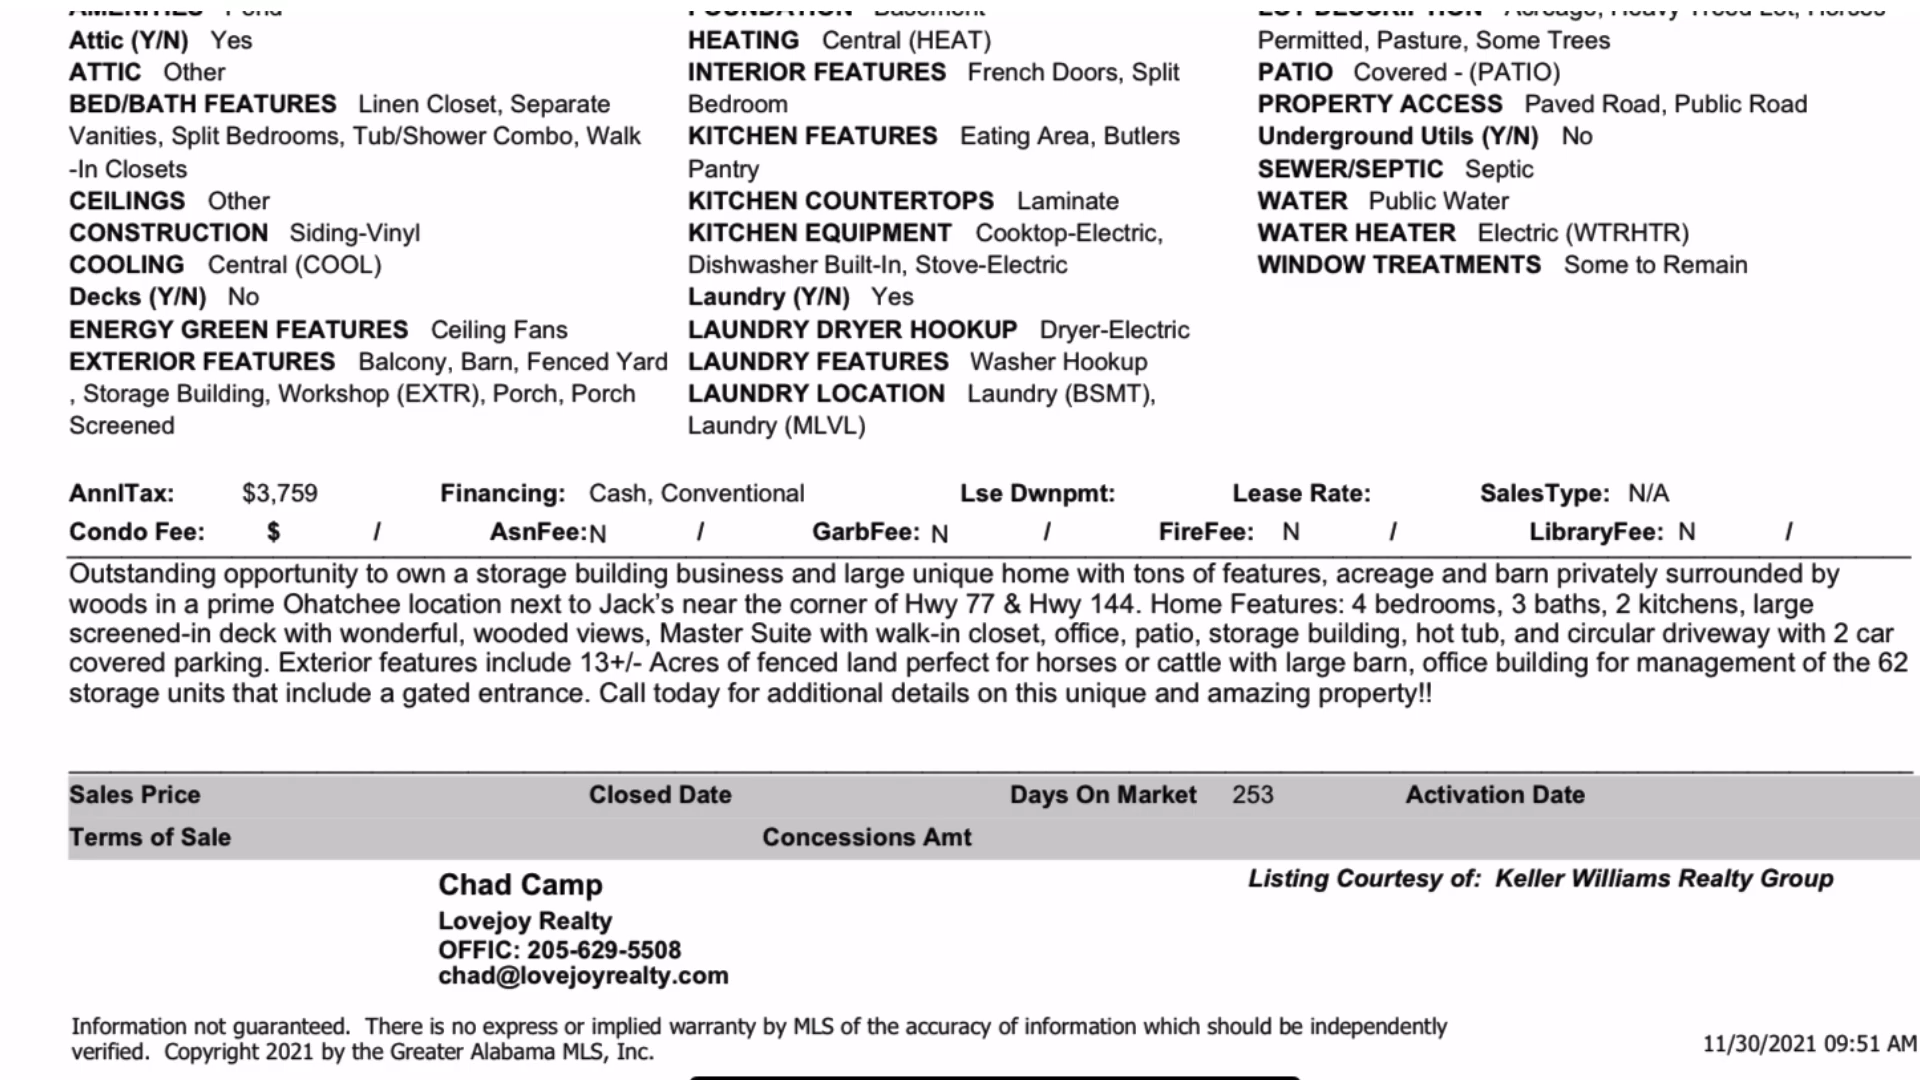 AMENITIES Pond
Attic (Y/N) Yes
ATTIC Other
BED/BATH FEATURES Linen Closet, Separate
Vanities, Split Bedrooms, Tub/Shower Combo, Walk
-In Closets
CEILINGS Other
CONSTRUCTION Siding-Vinyl
COOLING Central (COOL)
Decks (Y/N) No
ENERGY GREEN FEATURES Ceiling Fans
EXTERIOR FEATURES Balcony, Barn, Fenced Yard
, Storage Building, Workshop (EXTR), Porch, Porch
Screened
FOUNDATION Basement
HEATING Central (HEAT)
INTERIOR FEATURES French Doors, Split
Bedroom
KITCHEN FEATURES Eating Area, Butlers
Pantry
KITCHEN COUNTERTOPS Laminate
KITCHEN EQUIPMENT Cooktop-Electric,
Dishwasher Built-In, Stove-Electric
Laundry (Y/N) Yes
LAUNDRY DRYER HOOKUP Dryer-Electric
LAUNDRY FEATURES Washer Hookup
LAUNDRY LOCATION Laundry (BSMT),
Laundry (MLVL)
LOT DESCRIPTION Acreage, Heavy Treed Lot, Horses
Permitted, Pasture, Some Trees
PATIO Covered - (PATIO)
PROPERTY ACCESS Paved Road, Public Road
Underground Utils (Y/N) No
SEWER/SEPTIC Septic
WATER Public Water
WATER HEATER Electric (WTRHTR)
WINDOW TREATMENTS Some to Remain
AnnlTax: $3,759 Financing: Cash, Conventional Lse Dwnpmt: Lease Rate: SalesType: N/A
Condo Fee: $ / AsnFee: N / GarbFee: N / FireFee: N / LibraryFee: N /
Outstanding opportunity to own a storage building business and large unique home with tons of features, acreage and barn privately surrounded by
woods in a prime Ohatchee location next to Jack's near the corner of Hwy 77 & Hwy 144. Home Features: 4 bedrooms, 3 baths, 2 kitchens, large
screened-in deck with wonderful, wooded views, Master Suite with walk-in closet, office, patio, storage building, hot tub, and circular driveway with 2 car
covered parking. Exterior features include 13+/- Acres of fenced land perfect for horses or cattle with large barn, office building for management of the 62
storage units that include a gated entrance. Call today for additional details on this unique and amazing property!!
Sales Price Closed Date Days On Market 253 Activation Date
Terms of Sale Concessions Amt
Chad Camp
Lovejoy Realty
OFFIC: 205-629-5508
chad@lovejoyrealty.com
Listing Courtesy of: Keller Williams Realty Group
Information not guaranteed. There is no express or implied warranty by MLS of the accuracy of information which should be independently
verified. Copyright 2021 by the Greater Alabama MLS, Inc.
11/30/2021 09:51 AM